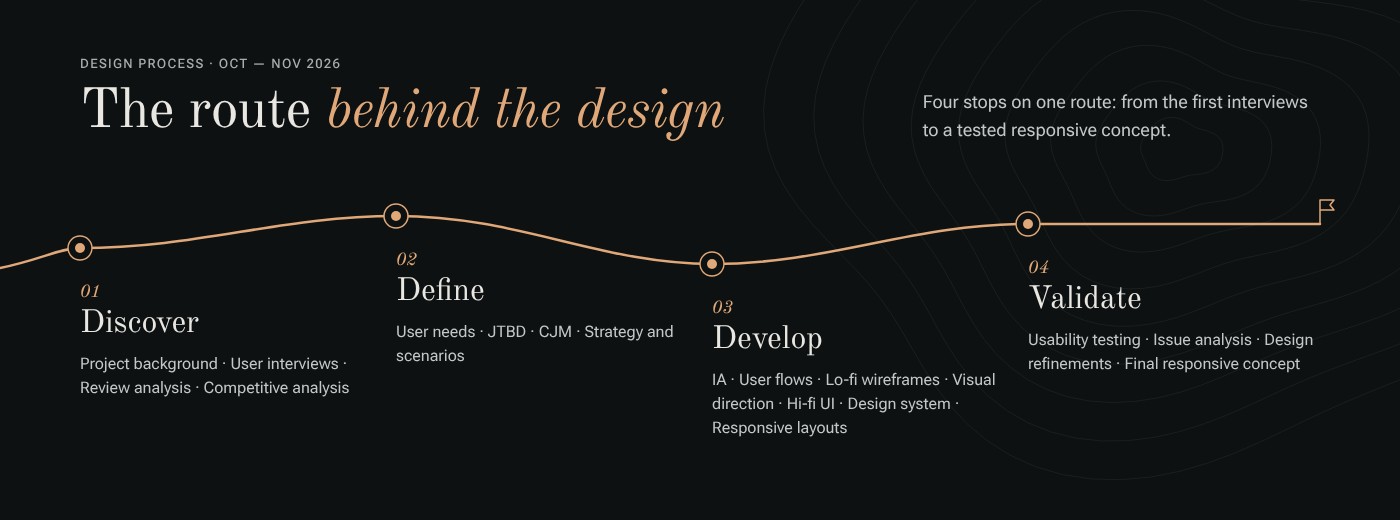 DESIGN PROCESS · OCT — NOV 2026
The route behind the design
Four stops on one route: from the first interviews
to a tested responsive concept.
01
Discover
Project background · User interviews ·
Review analysis · Competitive analysis
02
Define
User needs · JTBD · CJM · Strategy and
scenarios
03
Develop
IA · User flows · Lo-fi wireframes · Visual
direction · Hi-fi UI · Design system ·
Responsive layouts
04
Validate
Usability testing · Issue analysis · Design
refinements · Final responsive concept